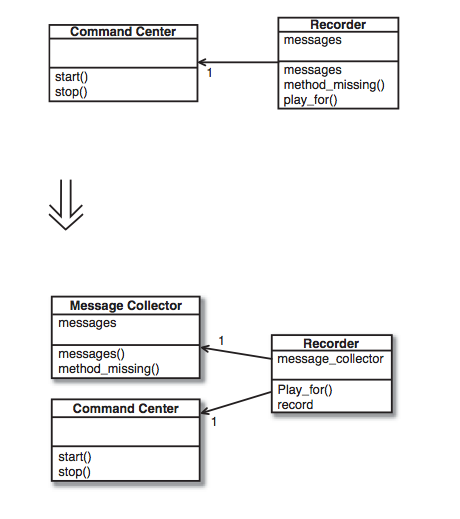 Command Center
start()
stop()
Recorder
messages
messages
method_missing()
play_for()
1
Message Collector
messages
messages()
method_missing()
1
Recorder
message_collector
Play_for()
record
Command Center
1
start()
stop()